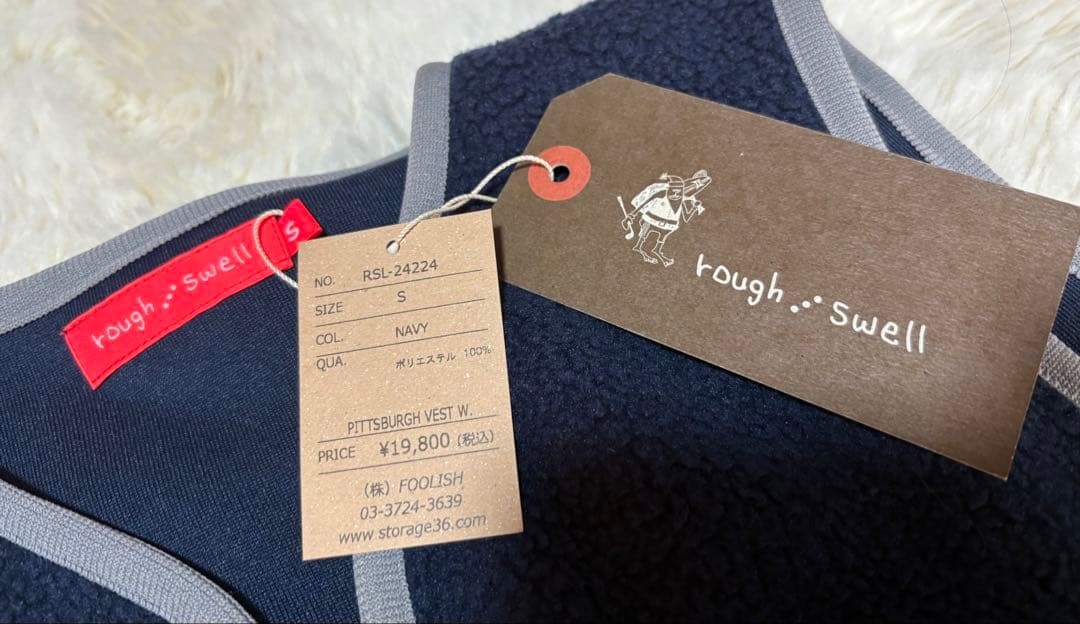 rough swell
S
NO. RSL-24224
SIZE S
COL. NAVY
QUA. ポリエステル 100%
PITTSBURGH VEST W.
PRICE ¥19,800 (税込)
(株) FOOLISH
03-3724-3639
www.storage36.com
rough swell